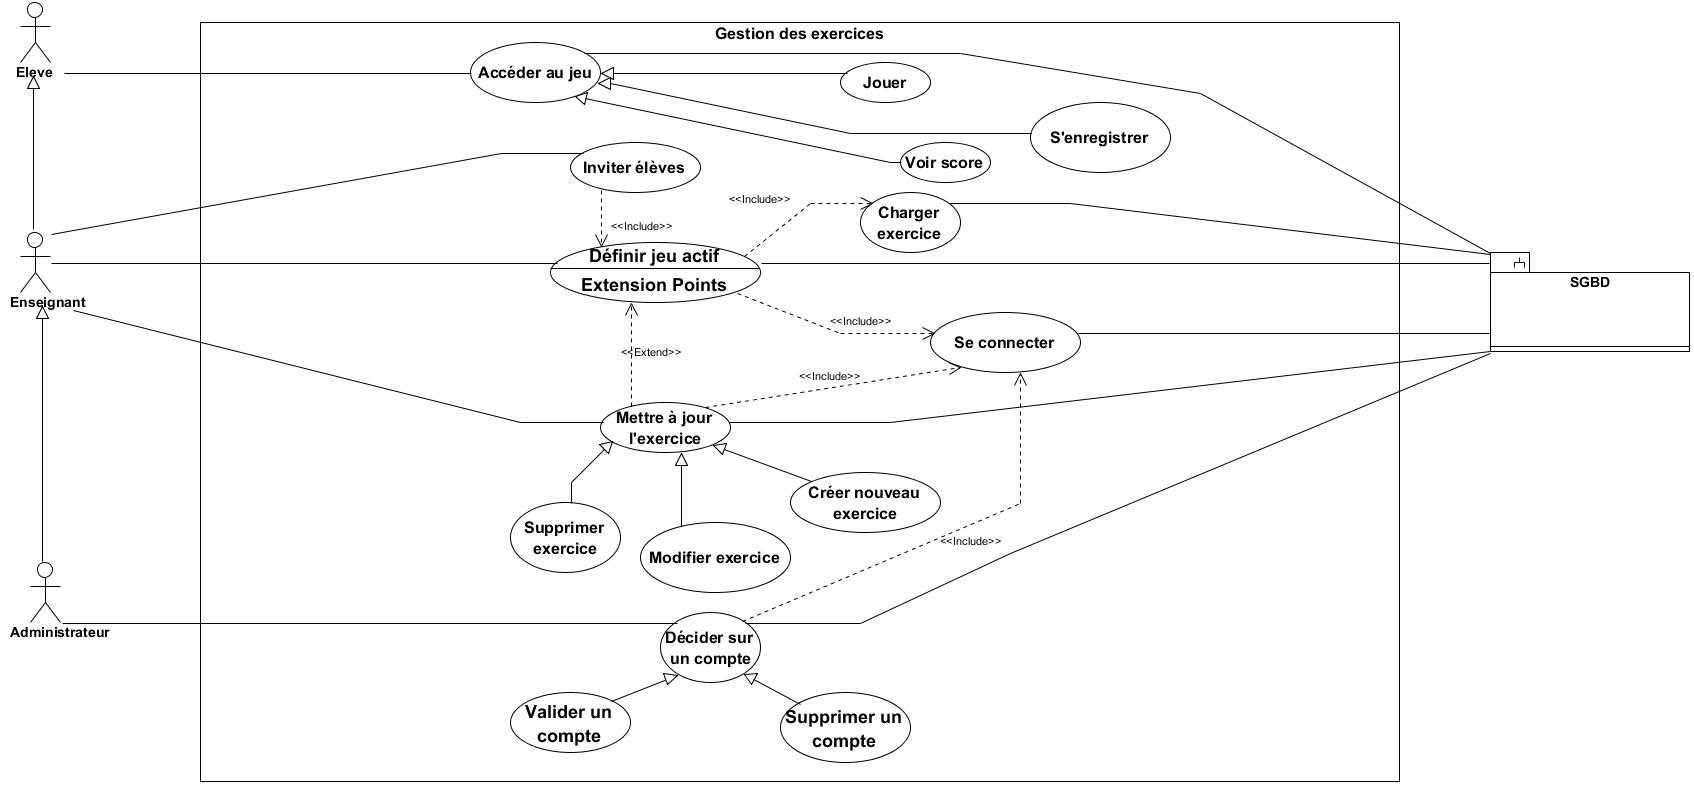 Gestion des exercices
Eleve
Accéder au jeu
Jouer
S'enregistrer
Voir score
Inviter élèves
<<Include>>
Charger
exercice
<<Include>>
Définir jeu actif
Extension Points
Enseignant
SGBD
<<Include>>
Se connecter
<<Extend>>
<<Include>>
Mettre à jour
l'exercice
Créer nouveau
exercice
Supprimer
exercice
Modifier exercice
<<Include>>
Administrateur
Décider sur
un compte
Valider un
compte
Supprimer un
compte